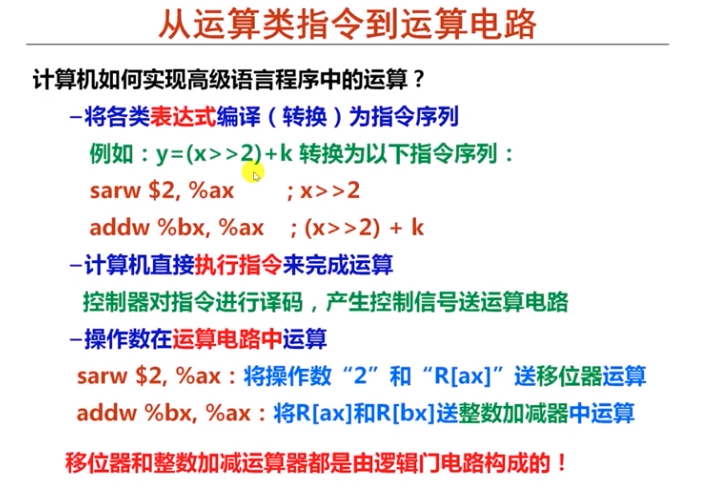 从运算类指令到运算电路
计算机如何实现高级语言程序中的运算？
–将各类表达式编译（转换）为指令序列
例如：y=(x>>2)+k 转换为以下指令序列：
sarw $2, %ax ; x>>2
addw %bx, %ax ; (x>>2) + k
–计算机直接执行指令来完成运算
控制器对指令进行译码，产生控制信号送运算电路
–操作数在运算电路中运算
sarw $2, %ax：将操作数“2”和“R[ax]”送移位器运算
addw %bx, %ax：将R[ax]和R[bx]送整数加减器中运算
移位器和整数加减运算器都是由逻辑门电路构成的！